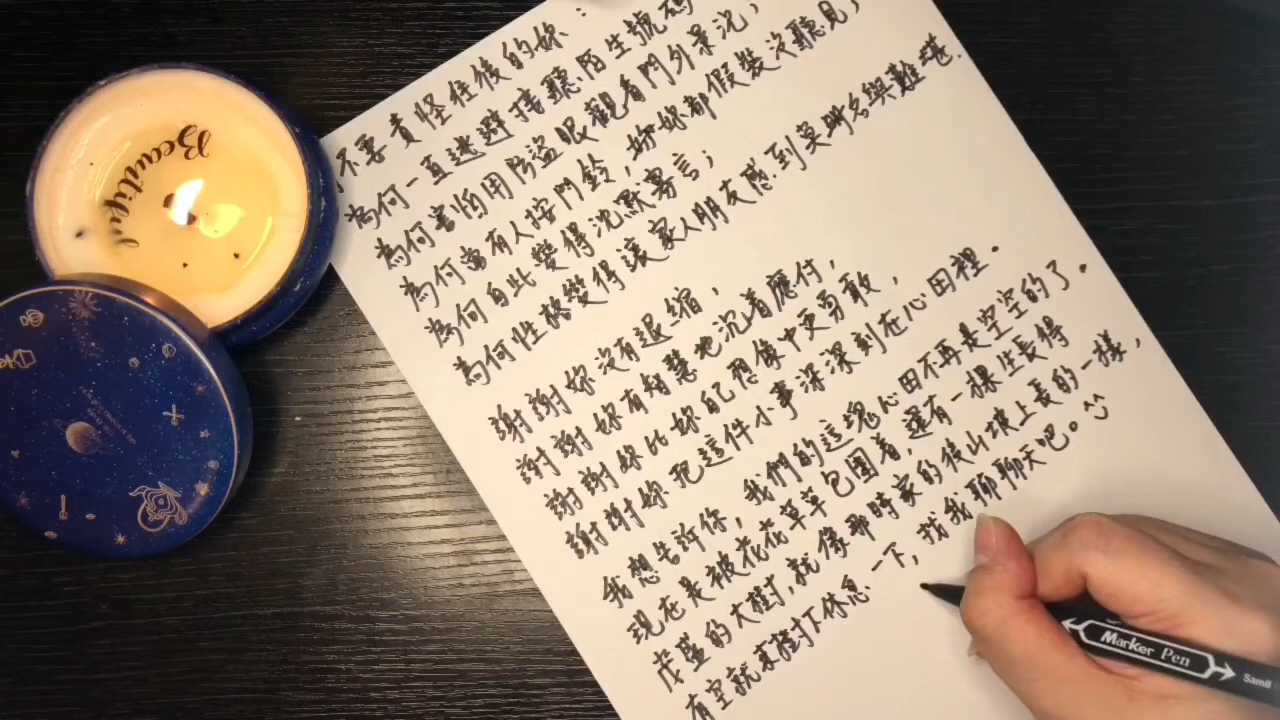 不要責怪往後的妳：
為何一直逃避接聽陌生號碼
為何害怕用防盜眼觀看門外景況，
為何當有人按門鈴，妳妳都假裝沒聽見，
為何自此變得沈默寡言；
為何性格變得讓家人朋友感到莫明名與難堪.
謝謝妳沒有退縮，
謝謝妳有智慧地沉着應付，
謝謝妳比妳自己想像中更勇敢，
謝謝妳把這件小事深深刻在心田裡。
我想告訴你，我們的這塊心田不再是空空的了。
現在是被花花草草包圍着，還有一棵生長得
茂盛的大樹，就像那時家的後山坡上長的一樣，
有空就來樹下休息一下，找我聊聊天吧。^^
Beautiful
Marker Pen